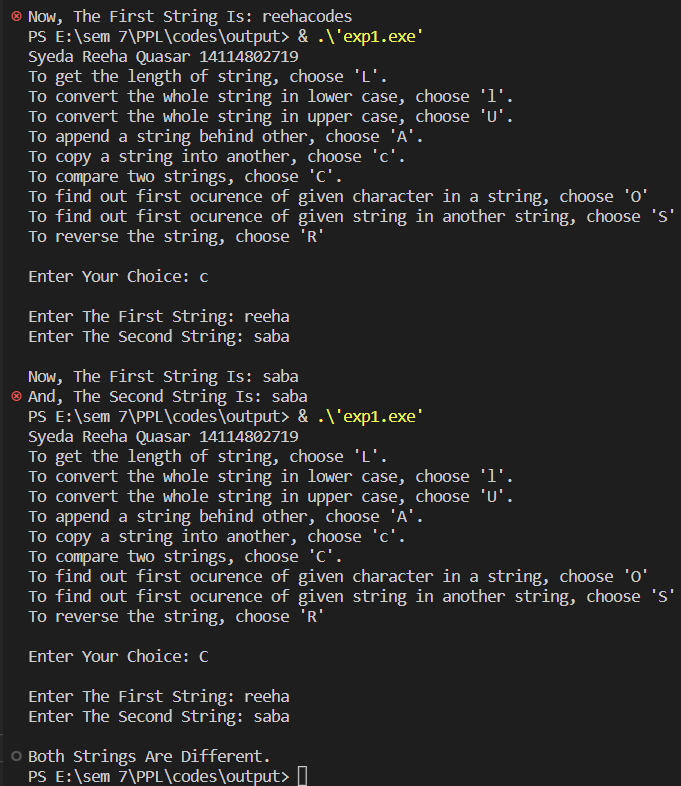 Now, The First String Is: reehacodes
PS E:\sem 7\PPL\codes\output> & .\'exp1.exe'
Syeda Reeha Quasar 14114802719
To get the length of string, choose 'L'.
To convert the whole string in lower case, choose 'l'.
To convert the whole string in upper case, choose 'U'.
To append a string behind other, choose 'A'.
To copy a string into another, choose 'c'.
To compare two strings, choose 'C'.
To find out first ocurence of given character in a string, choose 'O'
To find out first ocurence of given string in another string, choose 'S'
To reverse the string, choose 'R'

Enter Your Choice: c

Enter The First String: reeha
Enter The Second String: saba

Now, The First String Is: saba
And, The Second String Is: saba
PS E:\sem 7\PPL\codes\output> & .\'exp1.exe'
Syeda Reeha Quasar 14114802719
To get the length of string, choose 'L'.
To convert the whole string in lower case, choose 'l'.
To convert the whole string in upper case, choose 'U'.
To append a string behind other, choose 'A'.
To copy a string into another, choose 'c'.
To compare two strings, choose 'C'.
To find out first ocurence of given character in a string, choose 'O'
To find out first ocurence of given string in another string, choose 'S'
To reverse the string, choose 'R'

Enter Your Choice: C

Enter The First String: reeha
Enter The Second String: saba

Both Strings Are Different.
PS E:\sem 7\PPL\codes\output>